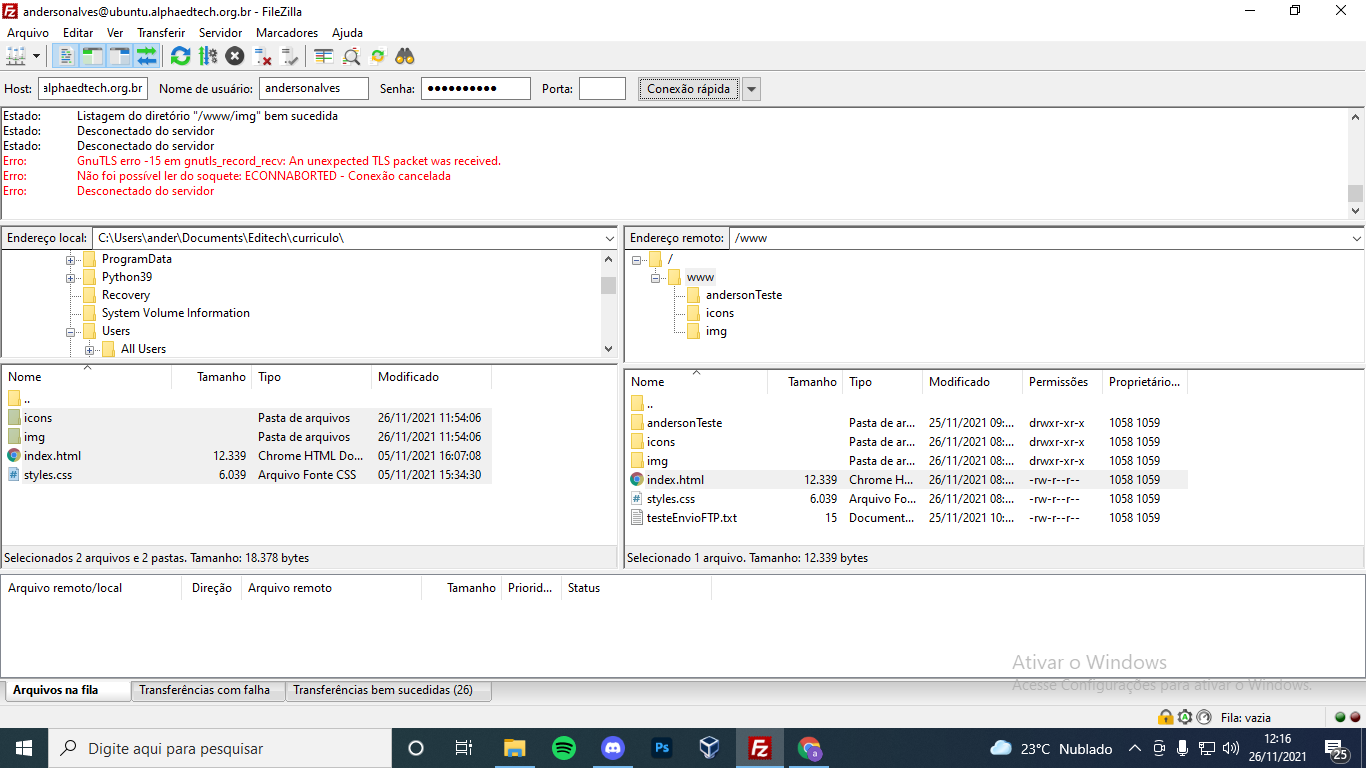 andersonalves@ubuntu.alphaedtech.org.br - FileZilla
Arquivo Editar Ver Transferir Servidor Marcadores Ajuda
Host: alphaedtech.org.br Nome de usuário: andersonalves Senha: ●●●●●●●●●● Porta: Conexão rápida
Estado: Listagem do diretório "/www/img" bem sucedida
Estado: Desconectado do servidor
Estado: Desconectado do servidor
Erro: GnuTLS erro -15 em gnutls_record_recv: An unexpected TLS packet was received.
Erro: Não foi possível ler do soquete: ECONNABORTED - Conexão cancelada
Erro: Desconectado do servidor
Endereço local: C:\Users\ander\Documents\Editech\curriculo\
ProgramData
Python39
Recovery
System Volume Information
Users
All Users
Nome Tamanho Tipo Modificado
..
icons Pasta de arquivos 26/11/2021 11:54:06
img Pasta de arquivos 26/11/2021 11:54:06
index.html 12.339 Chrome HTML Do... 05/11/2021 16:07:08
styles.css 6.039 Arquivo Fonte CSS 05/11/2021 15:34:30
Selecionados 2 arquivos e 2 pastas. Tamanho: 18.378 bytes
Endereço remoto: /www
/
www
andersonTeste
icons
img
Nome Tamanho Tipo Modificado Permissões Proprietário...
..
andersonTeste Pasta de ar... 25/11/2021 09:... drwxr-xr-x 1058 1059
icons Pasta de ar... 26/11/2021 08:... drwxr-xr-x 1058 1059
img Pasta de ar... 26/11/2021 08:... drwxr-xr-x 1058 1059
index.html 12.339 Chrome H... 26/11/2021 08:... -rw-r--r-- 1058 1059
styles.css 6.039 Arquivo Fo... 26/11/2021 08:... -rw-r--r-- 1058 1059
testeEnvioFTP.txt 15 Document... 25/11/2021 10:... -rw-r--r-- 1058 1059
Selecionado 1 arquivo. Tamanho: 12.339 bytes
Arquivo remoto/local Direção Arquivo remoto Tamanho Priorid... Status
Ativar o Windows
Acesse Configurações para ativar o Windows.
Arquivos na fila Transferências com falha Transferências bem sucedidas (26)
Fila: vazia
Digite aqui para pesquisar
Ps
Fz
a
23°C Nublado
12:16
26/11/2021
25